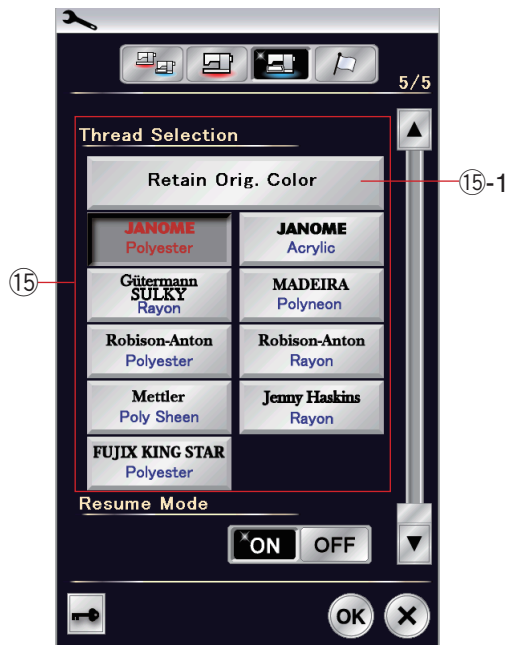 5/5
Thread Selection
Retain Orig. Color
⑮-1
JANOME
Polyester
JANOME
Acrylic
⑮
Gütermann
SULKY
Rayon
MADEIRA
Polyneon
Robison-Anton
Polyester
Robison-Anton
Rayon
Mettler
Poly Sheen
Jenny Haskins
Rayon
FUJIX KING STAR
Polyester
Resume Mode
ON
OFF
OK